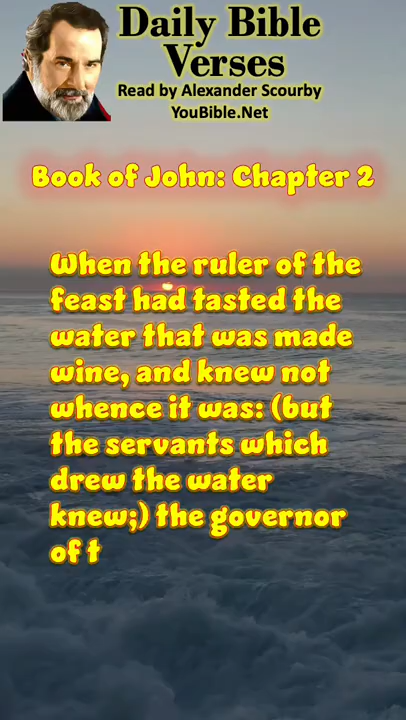 Daily Bible
Verses
Read by Alexander Scourby
YouBible.Net
Book of John: Chapter 2
When the ruler of the
feast had tasted the
water that was made
wine, and knew not
whence it was: (but
the servants which
drew the water
knew;) the governor
of t